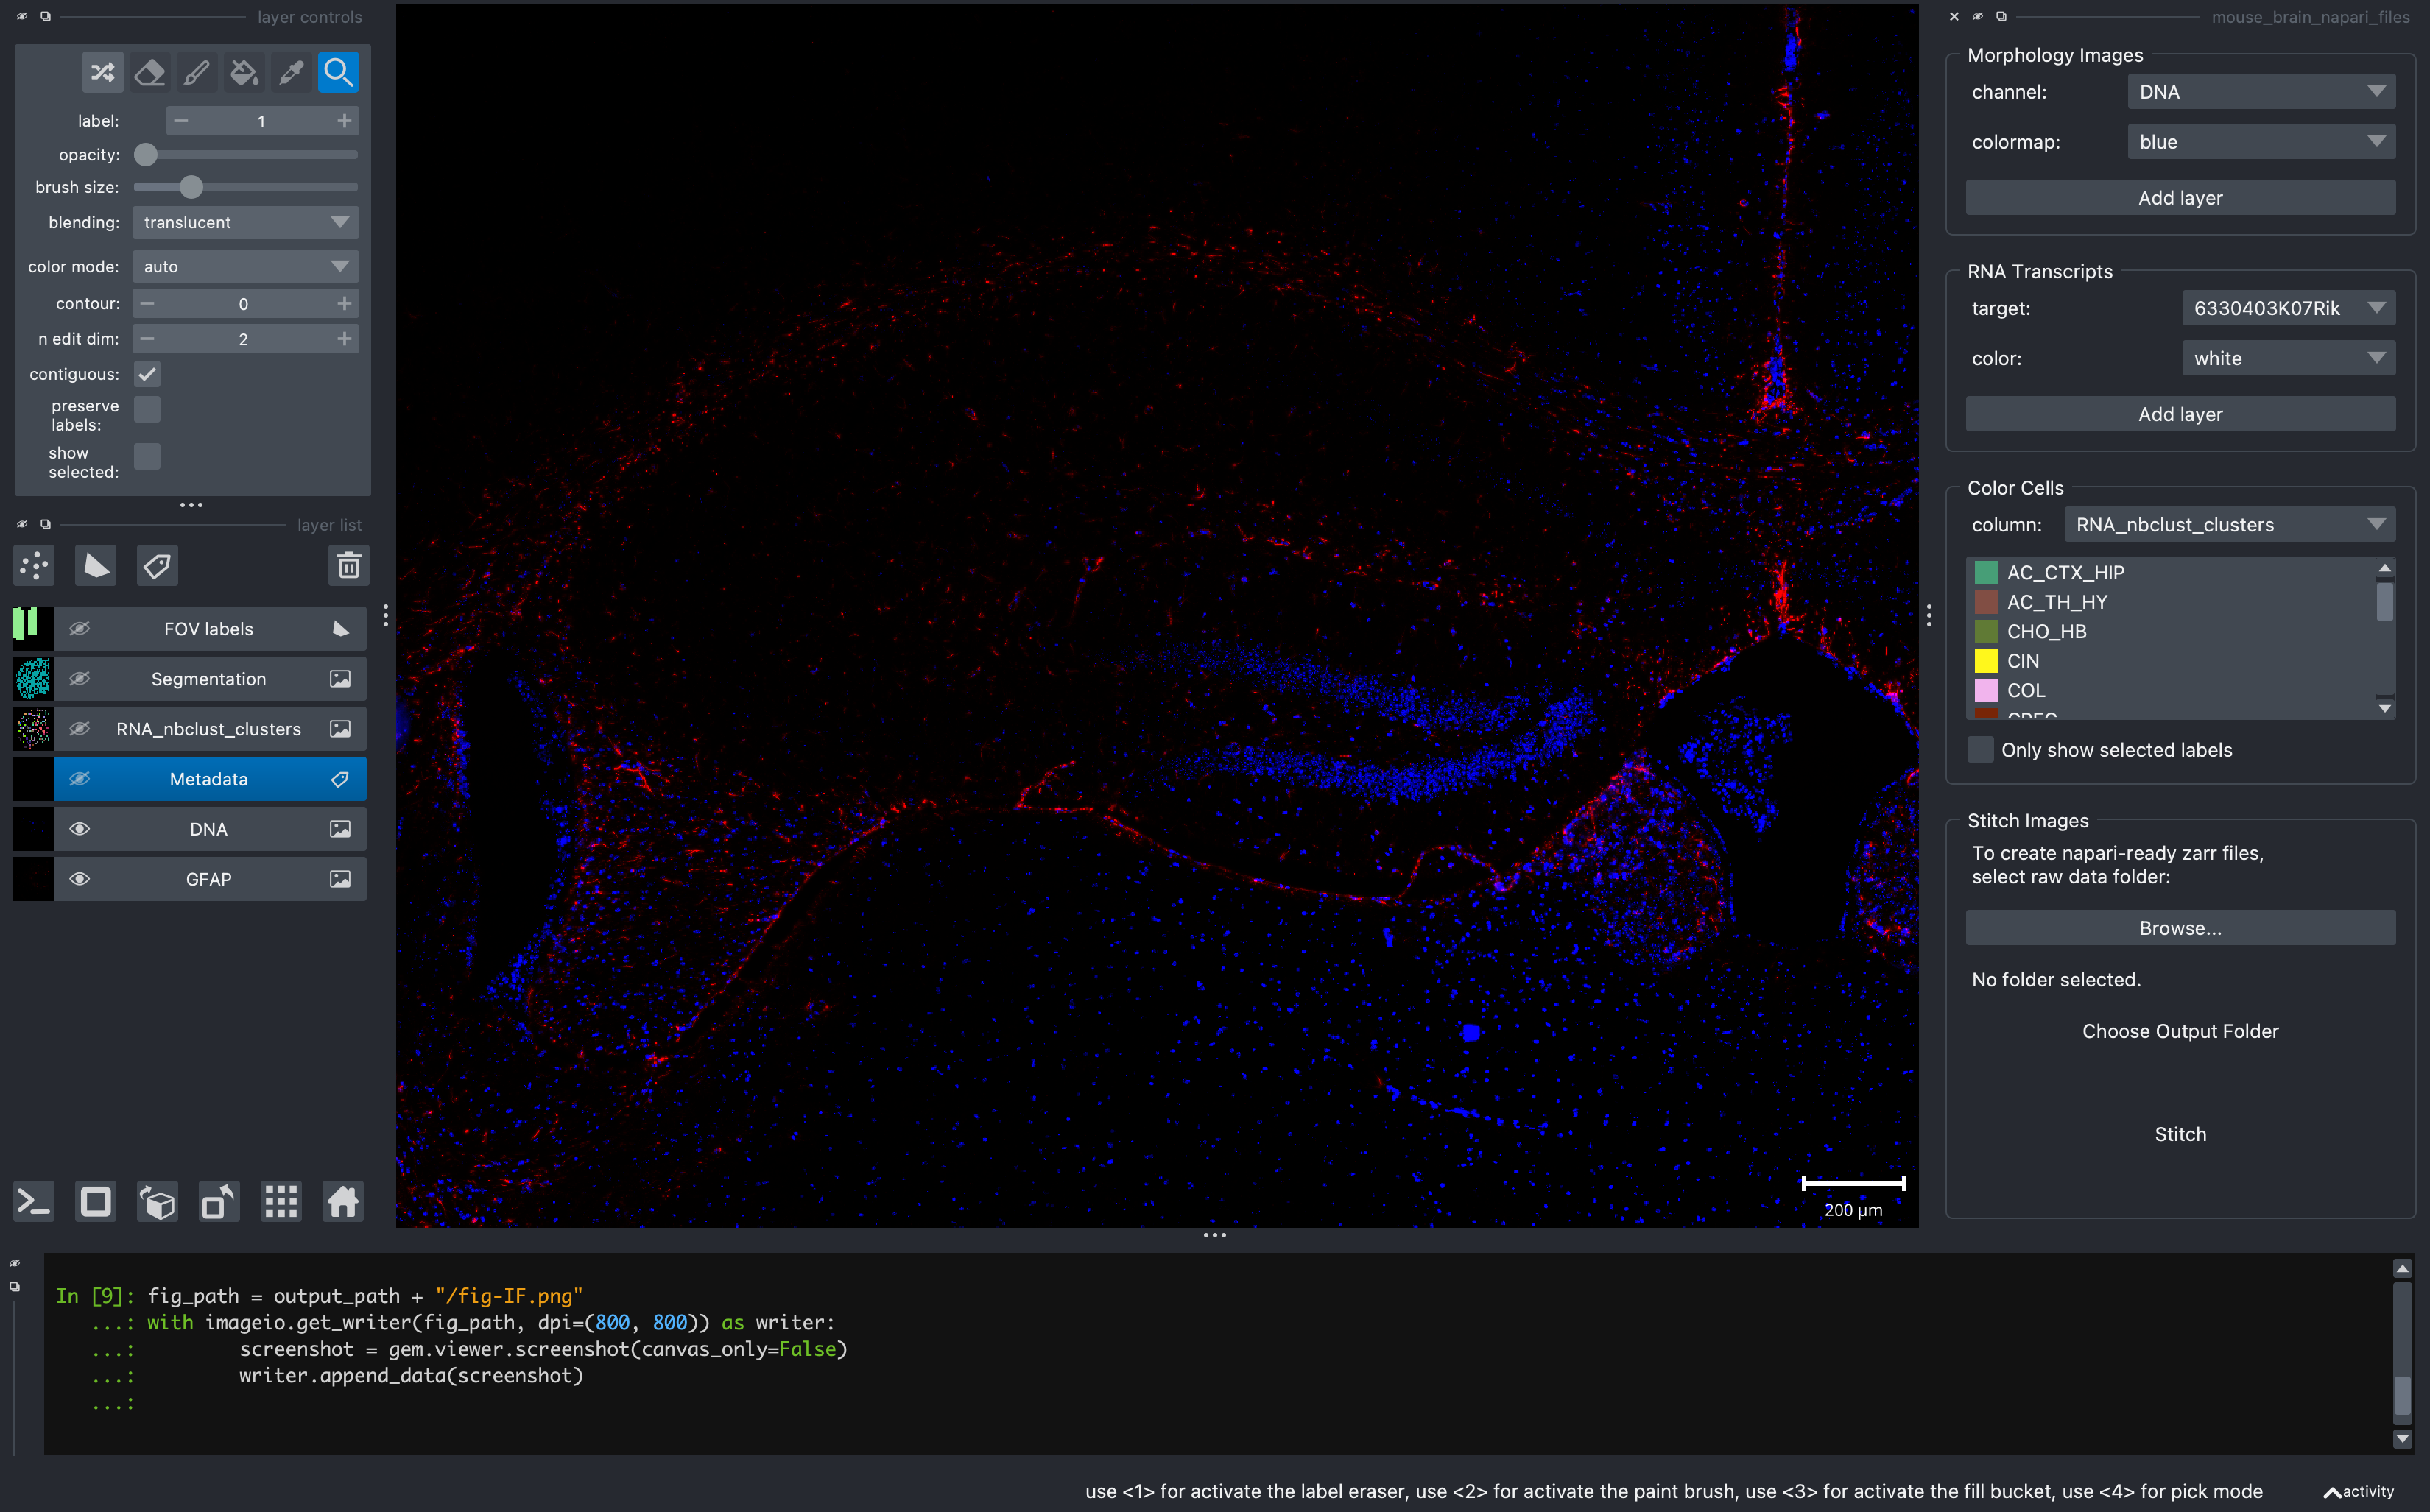 layer controls
label:
1
opacity:
brush size:
blending:
translucent
color mode:
auto
contour:
0
n edit dim:
2
contiguous:
preserve
labels:
show
selected:
layer list
FOV labels
Segmentation
RNA_nbclust_clusters
Metadata
DNA
GFAP
200 µm
mouse_brain_napari_files
Morphology Images
channel:
DNA
colormap:
blue
Add layer
RNA Transcripts
target:
6330403K07Rik
color:
white
Add layer
Color Cells
column:
RNA_nbclust_clusters
AC_CTX_HIP
AC_TH_HY
CHO_HB
CIN
COL
Only show selected labels
Stitch Images
To create napari-ready zarr files,
select raw data folder:
Browse...
No folder selected.
Choose Output Folder
Stitch
In [9]: fig_path = output_path + "/fig-IF.png"
...: with imageio.get_writer(fig_path, dpi=(800, 800)) as writer:
...: screenshot = gem.viewer.screenshot(canvas_only=False)
...: writer.append_data(screenshot)
...:
use <1> for activate the label eraser, use <2> for activate the paint brush, use <3> for activate the fill bucket, use <4> for pick mode
activity